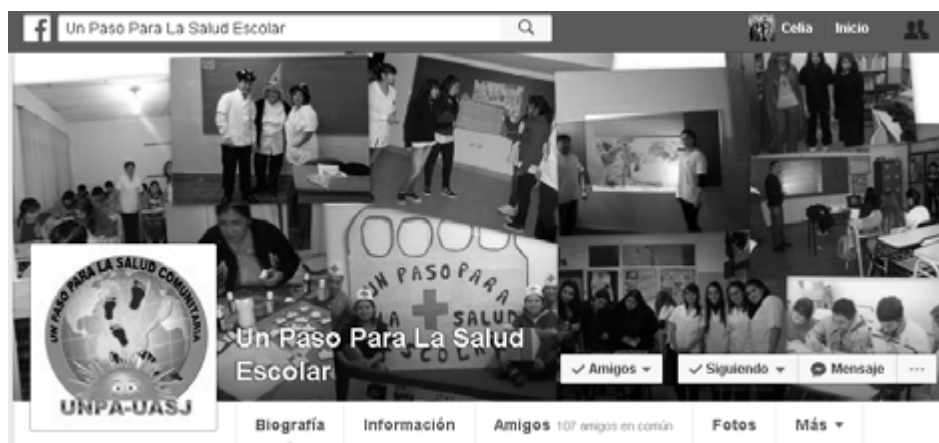 Un Paso Para La Salud Escolar
Celia
Inicio
UN PASO PARA
LA + SALUD
ESCOLAR
UN PASO PARA LA SALUD COMUNITARIA
UNPA-UASJ
Un Paso Para La Salud
Escolar
Amigos
Siguiendo
Mensaje
Biografía
Información
Amigos 107 amigos en común
Fotos
Más